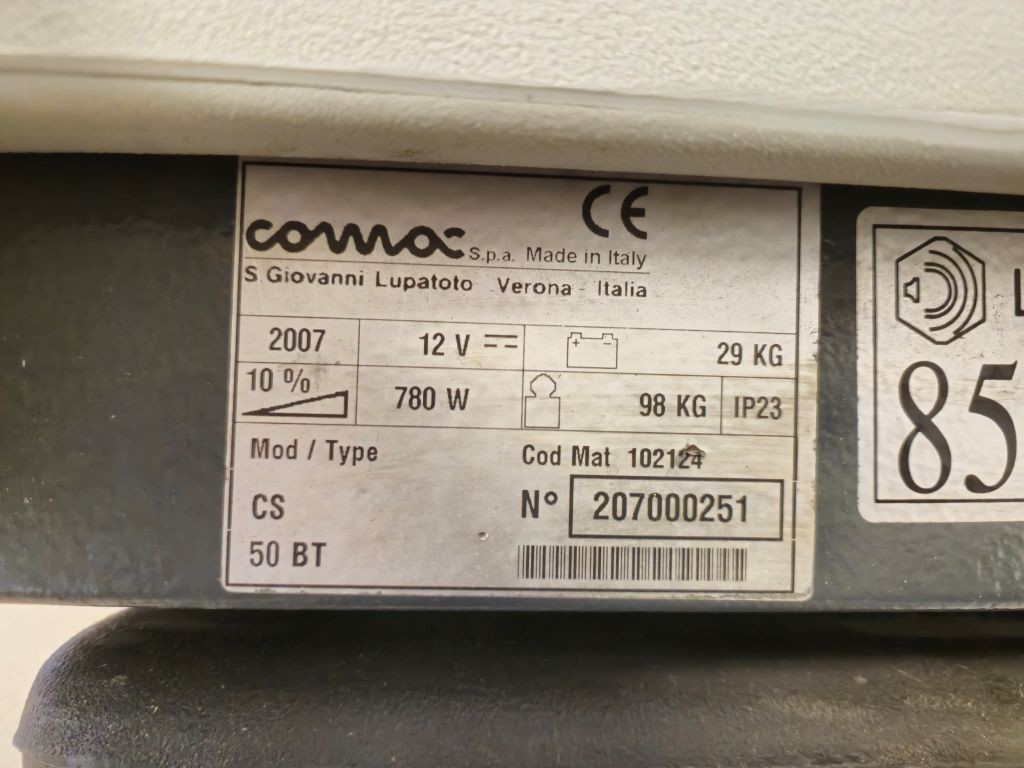 CE
comac S.p.a. Made in Italy
S.Giovanni Lupatoto Verona - Italia
2007 12 V 29 KG
10 % 780 W 98 KG IP23
Mod / Type Cod Mat 102124
CS N° 207000251
50 BT
L
85